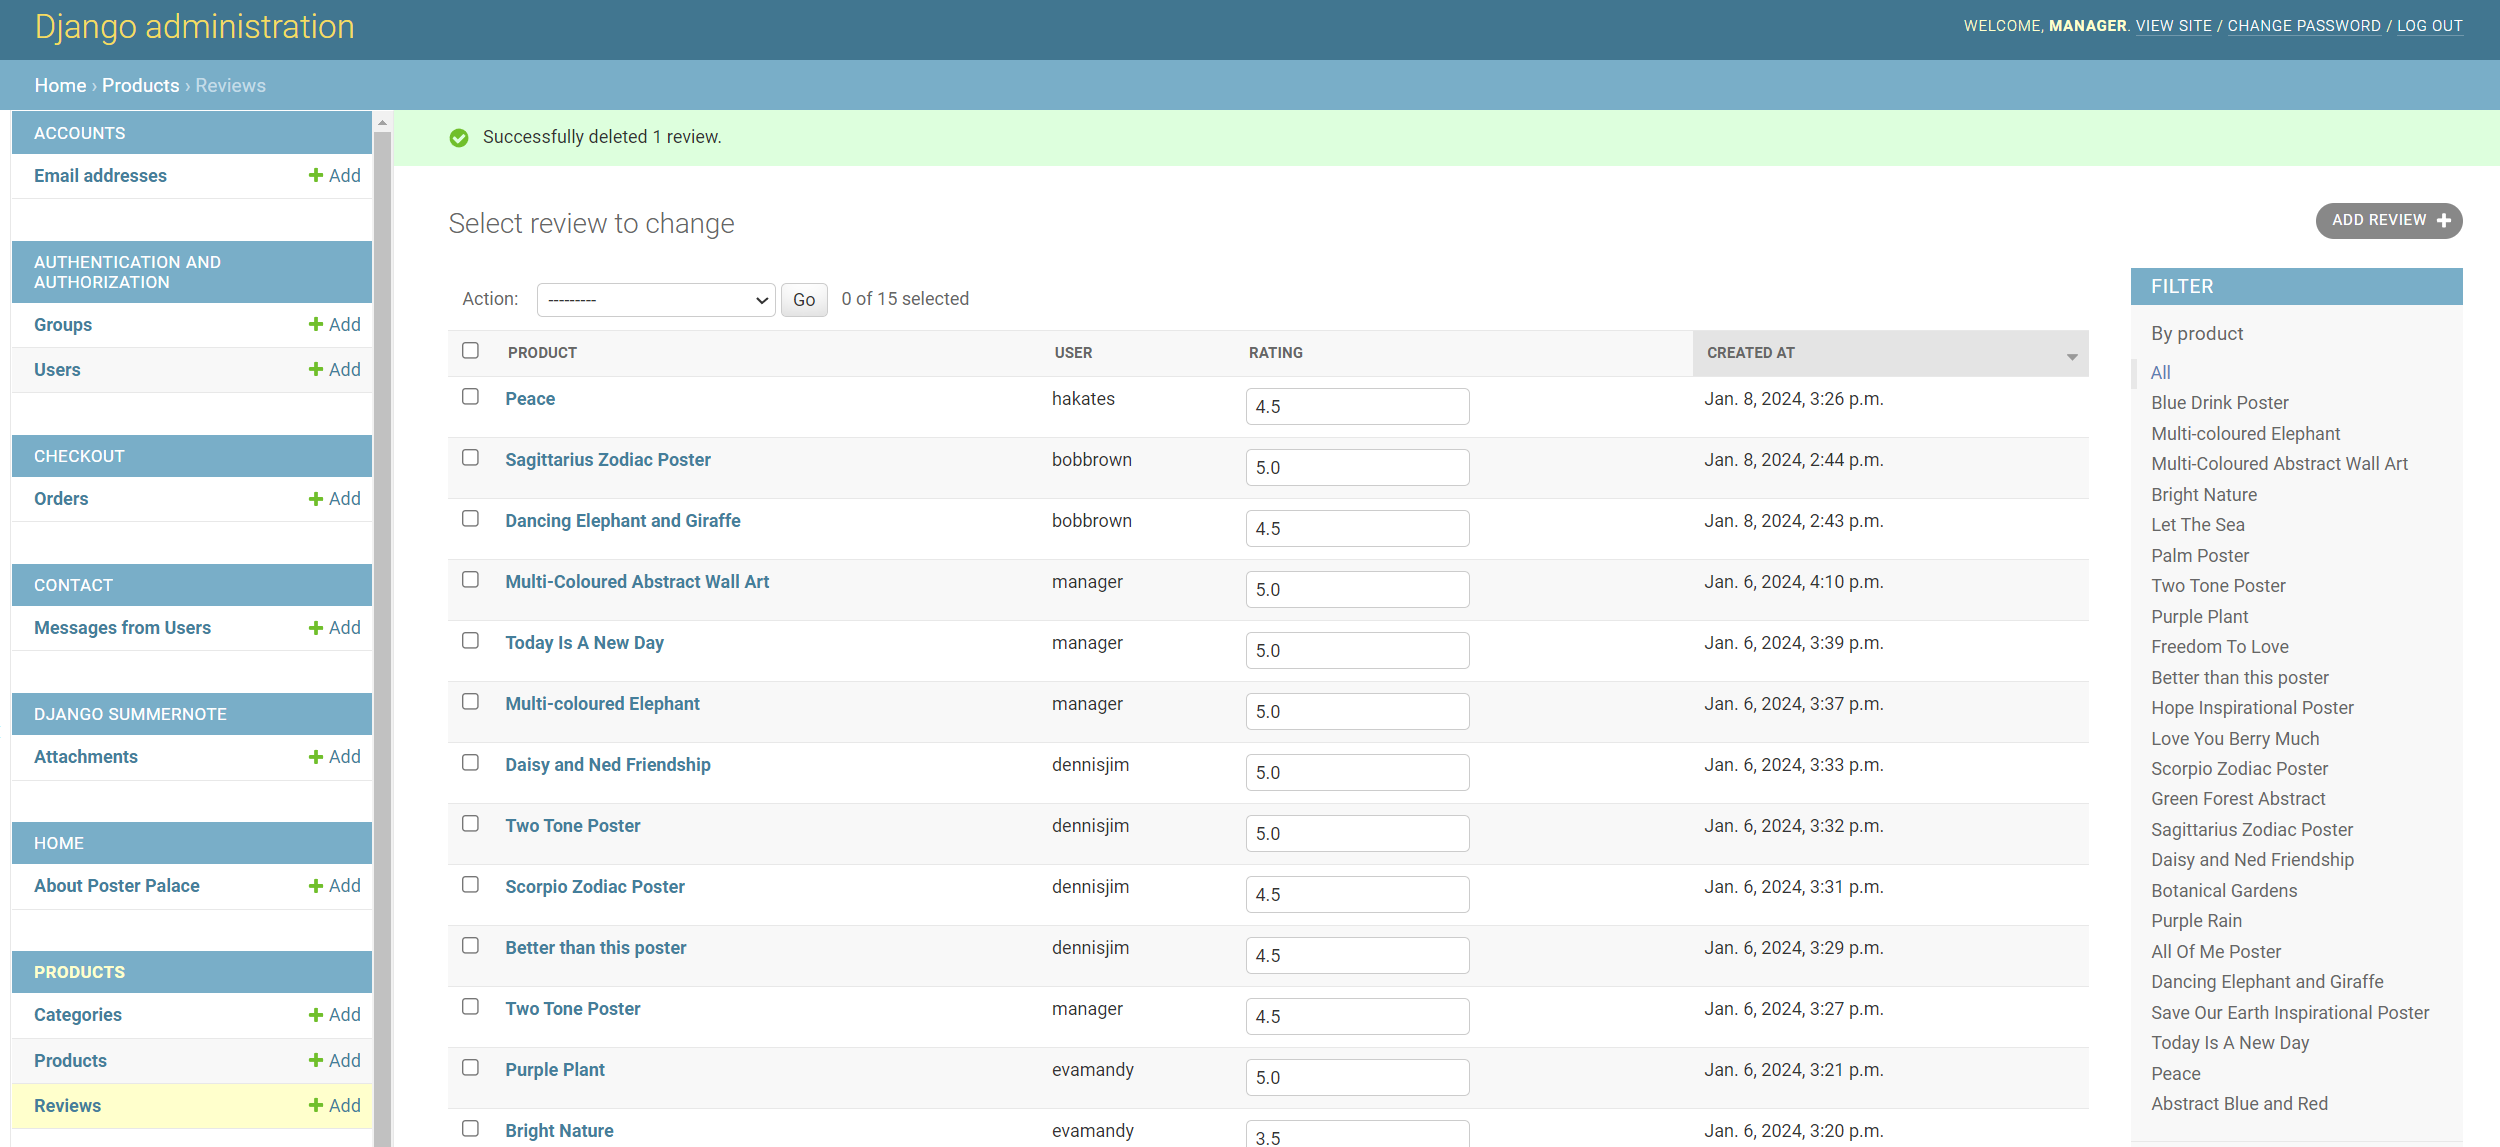 Django administration
WELCOME, MANAGER. VIEW SITE / CHANGE PASSWORD / LOG OUT
Home › Products › Reviews
ACCOUNTS
Email addresses + Add
AUTHENTICATION AND
AUTHORIZATION
Groups + Add
Users + Add
CHECKOUT
Orders + Add
CONTACT
Messages from Users + Add
DJANGO SUMMERNOTE
Attachments + Add
HOME
About Poster Palace + Add
PRODUCTS
Categories + Add
Products + Add
Reviews + Add
Successfully deleted 1 review.
Select review to change
ADD REVIEW +
Action: --------- Go 0 of 15 selected
PRODUCT USER RATING CREATED AT
Peace hakates 4.5 Jan. 8, 2024, 3:26 p.m.
Sagittarius Zodiac Poster bobbrown 5.0 Jan. 8, 2024, 2:44 p.m.
Dancing Elephant and Giraffe bobbrown 4.5 Jan. 8, 2024, 2:43 p.m.
Multi-Coloured Abstract Wall Art manager 5.0 Jan. 6, 2024, 4:10 p.m.
Today Is A New Day manager 5.0 Jan. 6, 2024, 3:39 p.m.
Multi-coloured Elephant manager 5.0 Jan. 6, 2024, 3:37 p.m.
Daisy and Ned Friendship dennisjim 5.0 Jan. 6, 2024, 3:33 p.m.
Two Tone Poster dennisjim 5.0 Jan. 6, 2024, 3:32 p.m.
Scorpio Zodiac Poster dennisjim 4.5 Jan. 6, 2024, 3:31 p.m.
Better than this poster dennisjim 4.5 Jan. 6, 2024, 3:29 p.m.
Two Tone Poster manager 4.5 Jan. 6, 2024, 3:27 p.m.
Purple Plant evamandy 5.0 Jan. 6, 2024, 3:21 p.m.
Bright Nature evamandy 3.5 Jan. 6, 2024, 3:20 p.m.
FILTER
By product
All
Blue Drink Poster
Multi-coloured Elephant
Multi-Coloured Abstract Wall Art
Bright Nature
Let The Sea
Palm Poster
Two Tone Poster
Purple Plant
Freedom To Love
Better than this poster
Hope Inspirational Poster
Love You Berry Much
Scorpio Zodiac Poster
Green Forest Abstract
Sagittarius Zodiac Poster
Daisy and Ned Friendship
Botanical Gardens
Purple Rain
All Of Me Poster
Dancing Elephant and Giraffe
Save Our Earth Inspirational Poster
Today Is A New Day
Peace
Abstract Blue and Red